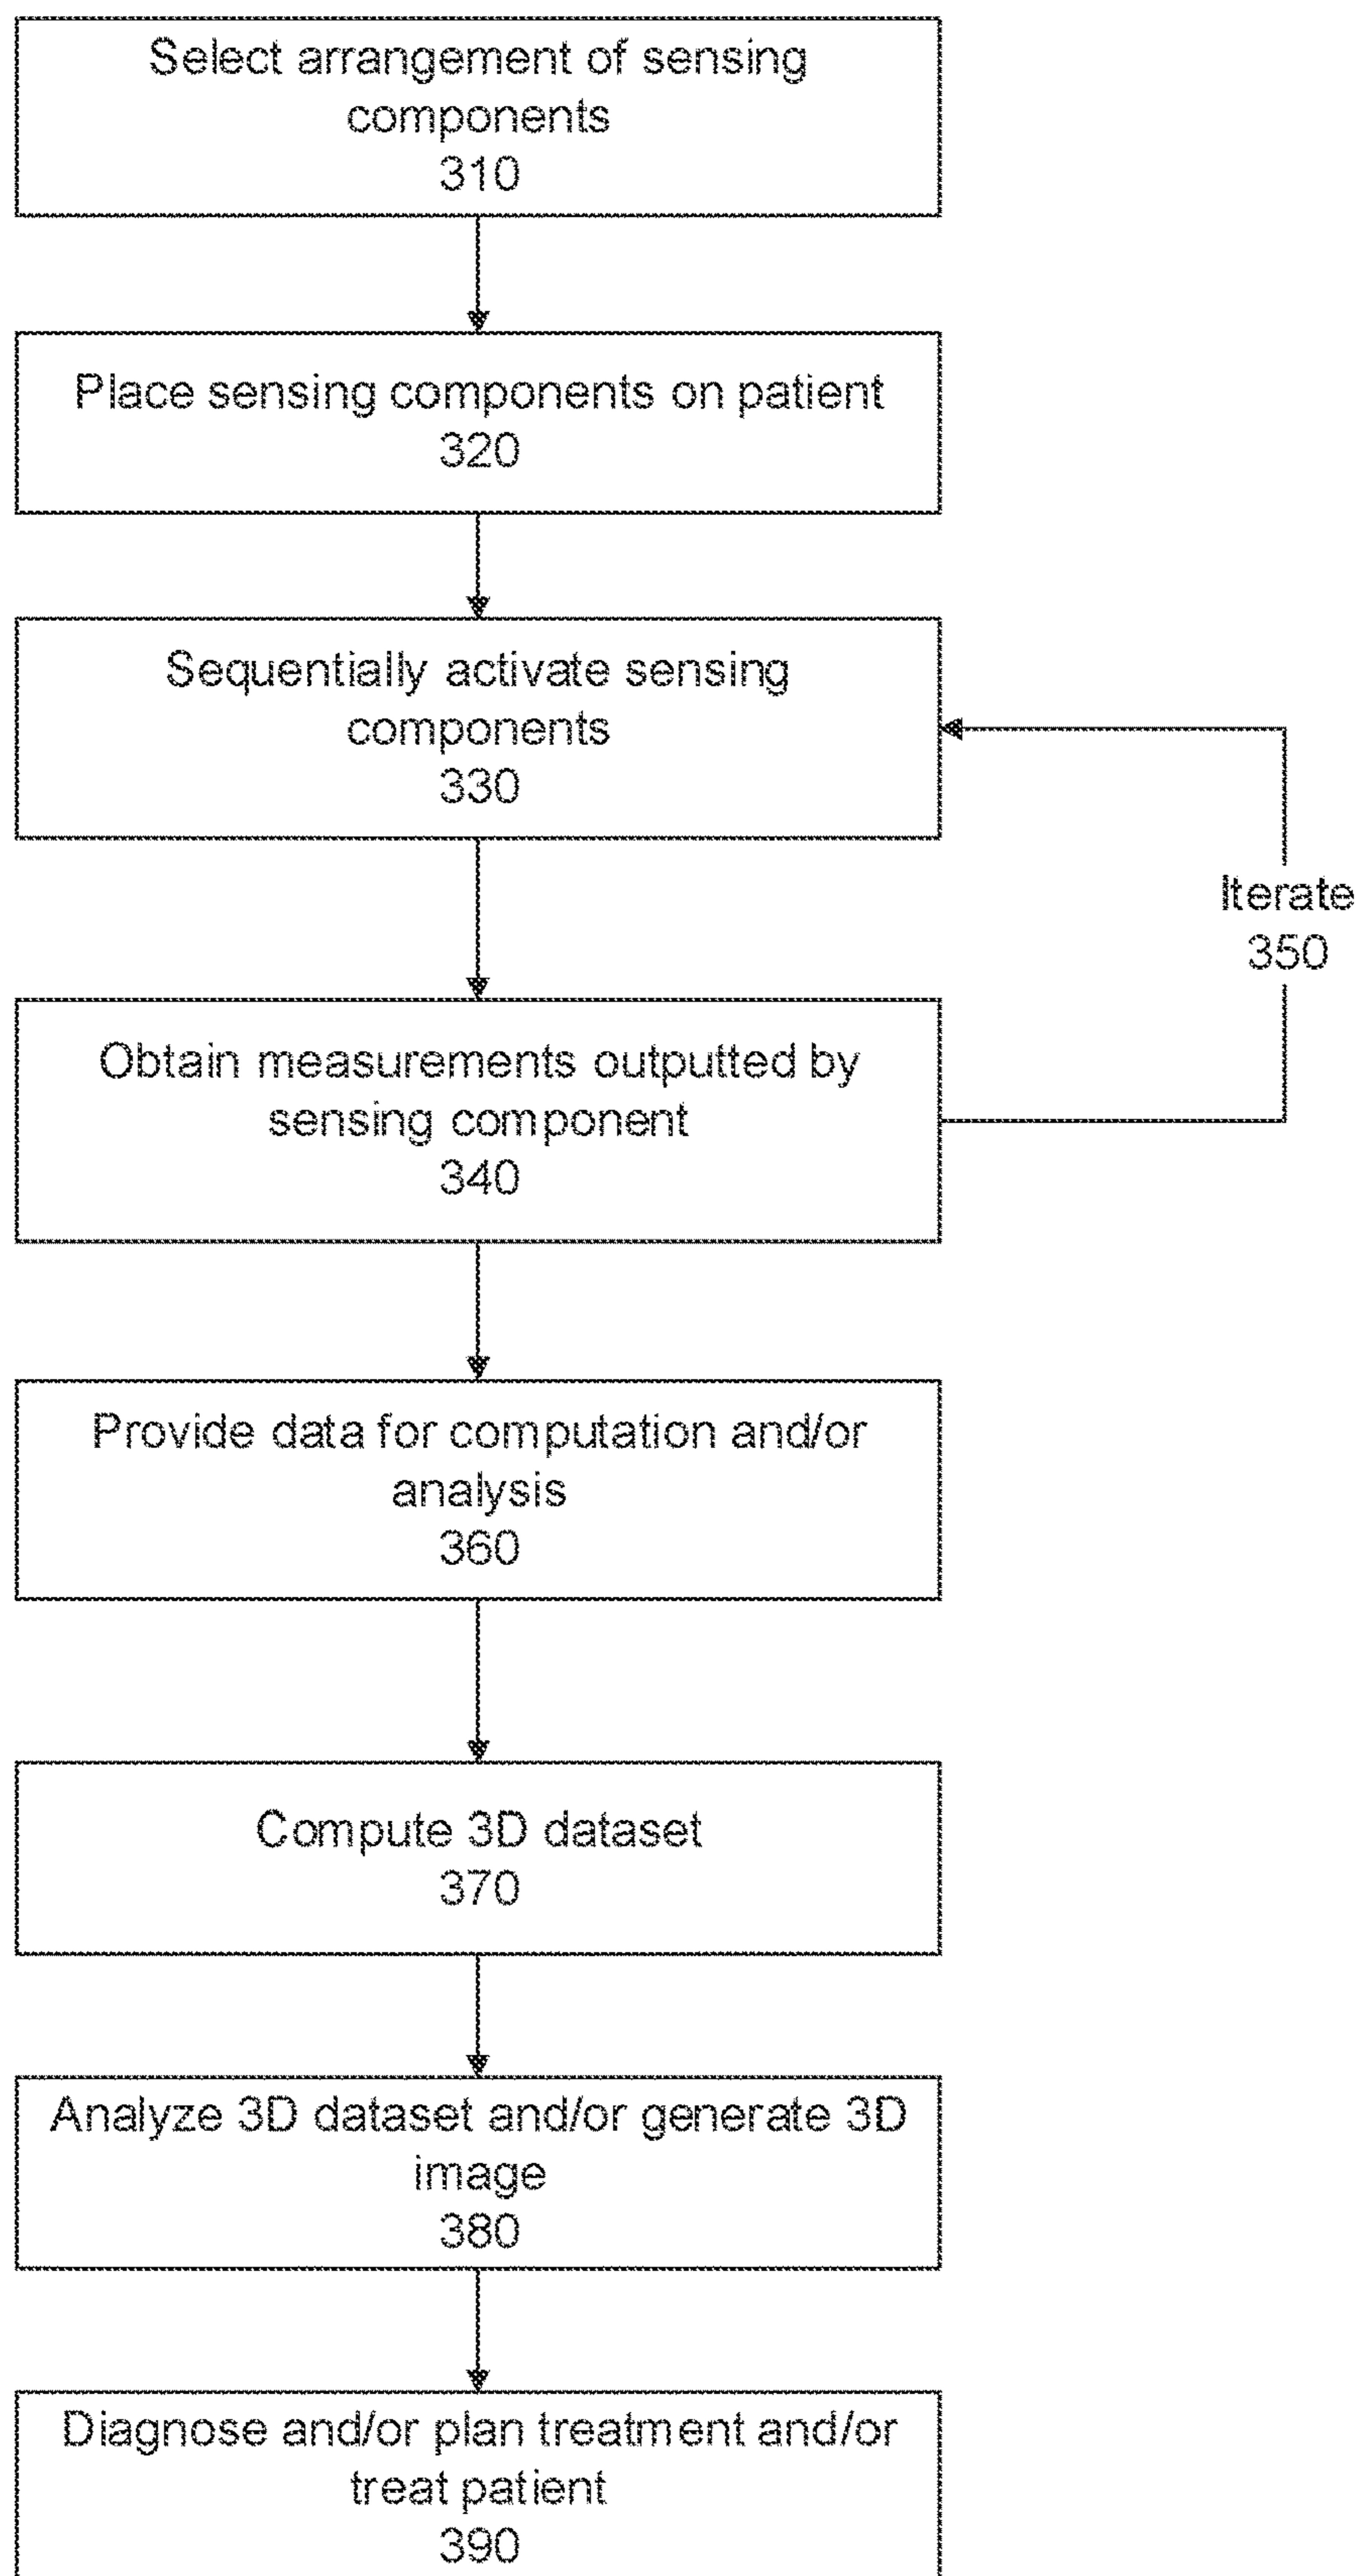 Select arrangement of sensing
components
310
Place sensing components on patient
320
Sequentially activate sensing
components
330
Iterate
350
Obtain measurements outputted by
sensing component
340
Provide data for computation and/or
analysis
360
Compute 3D dataset
370
Analyze 3D dataset and/or generate 3D
image
380
Diagnose and/or plan treatment and/or
treat patient
390